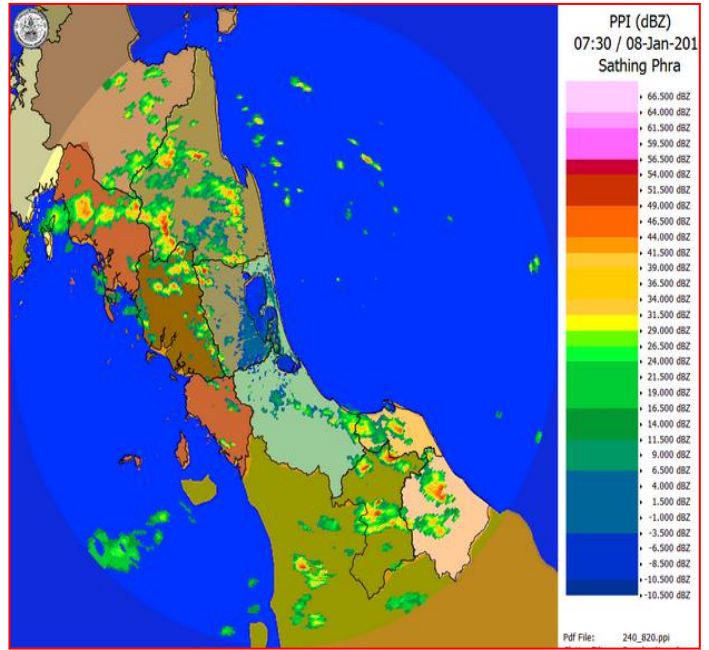 PPI (dBZ)
07:30 / 08-Jan-201
Sathing Phra
66.500 dBZ
64.000 dBZ
61.500 dBZ
59.500 dBZ
56.500 dBZ
54.000 dBZ
51.500 dBZ
49.000 dBZ
46.500 dBZ
44.000 dBZ
41.500 dBZ
39.000 dBZ
36.500 dBZ
34.000 dBZ
31.500 dBZ
29.000 dBZ
26.500 dBZ
24.000 dBZ
21.500 dBZ
19.000 dBZ
16.500 dBZ
11.500 dBZ
9.000 dBZ
6.500 dBZ
4.000 dBZ
1.500 dBZ
-1.000 dBZ
-3.500 dBZ
-6.500 dBZ
-8.500 dBZ
-10.500 dBZ
-10.500 dBZ
Pdf File: 240_820.ppi